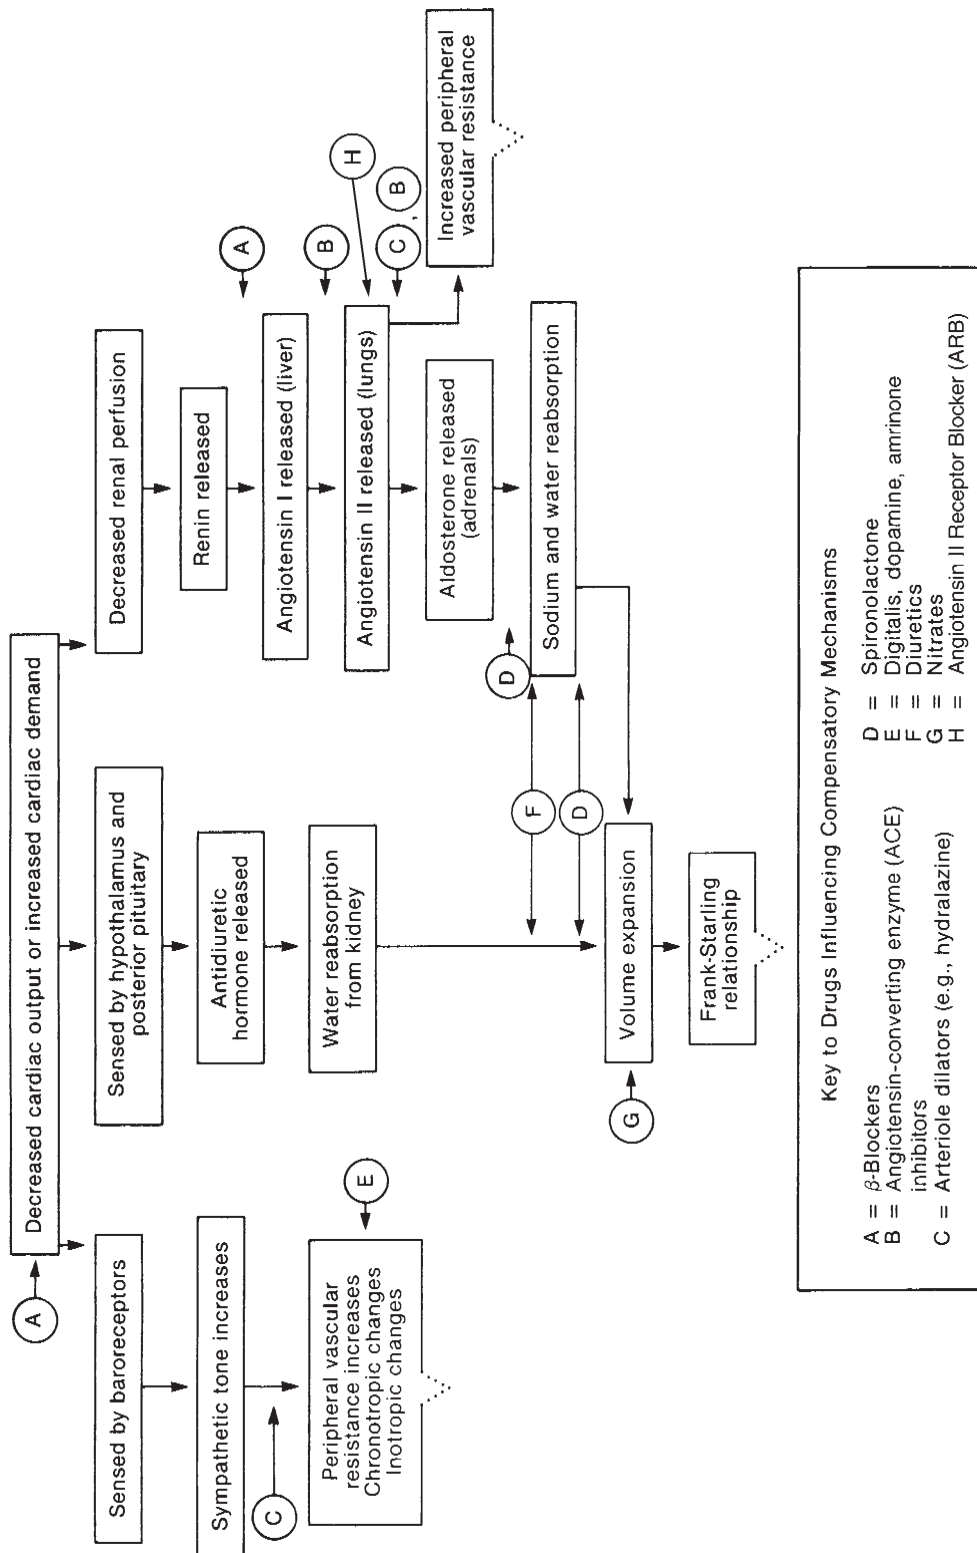 A
Decreased cardiac output or increased cardiac demand
Sensed by baroreceptors
Sympathetic tone increases
C
Peripheral vascular
resistance increases
Chronotropic changes
Inotropic changes
E
Sensed by hypothalamus and
posterior pituitary
Antidiuretic
hormone released
Water reabsorption
from kidney
Decreased renal perfusion
Renin released
A
Angiotensin I released (liver)
B
Angiotensin II released (lungs)
H
C , B
Increased peripheral
vascular resistance
Aldosterone released
(adrenals)
D
Sodium and water reabsorption
F
D
G
Volume expansion
Frank-Starling
relationship
Key to Drugs Influencing Compensatory Mechanisms
A = β-Blockers
B = Angiotensin-converting enzyme (ACE)
inhibitors
C = Arteriole dilators (e.g., hydralazine)
D = Spironolactone
E = Digitalis, dopamine, amrinone
F = Diuretics
G = Nitrates
H = Angiotensin II Receptor Blocker (ARB)